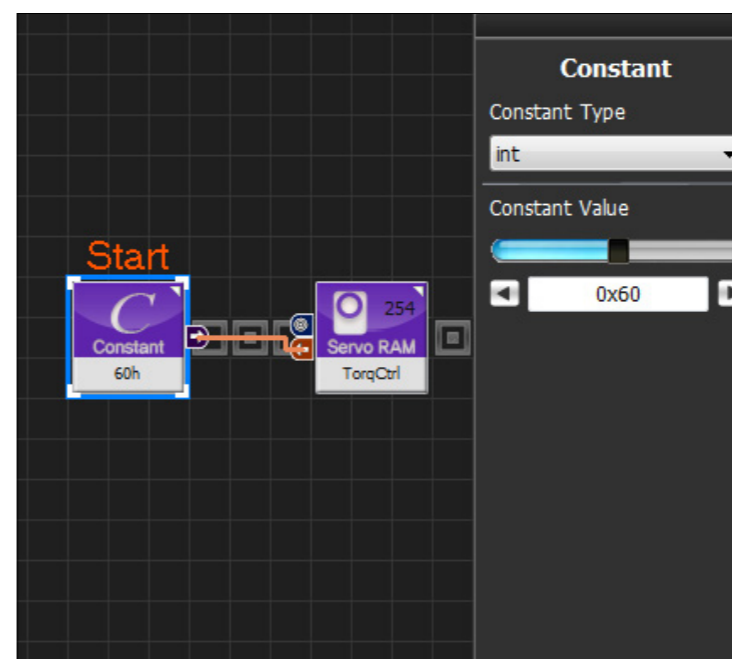 Constant
Constant Type
int
Constant Value
0x60
Start
C
Constant
60h
254
Servo RAM
TorqCtrl